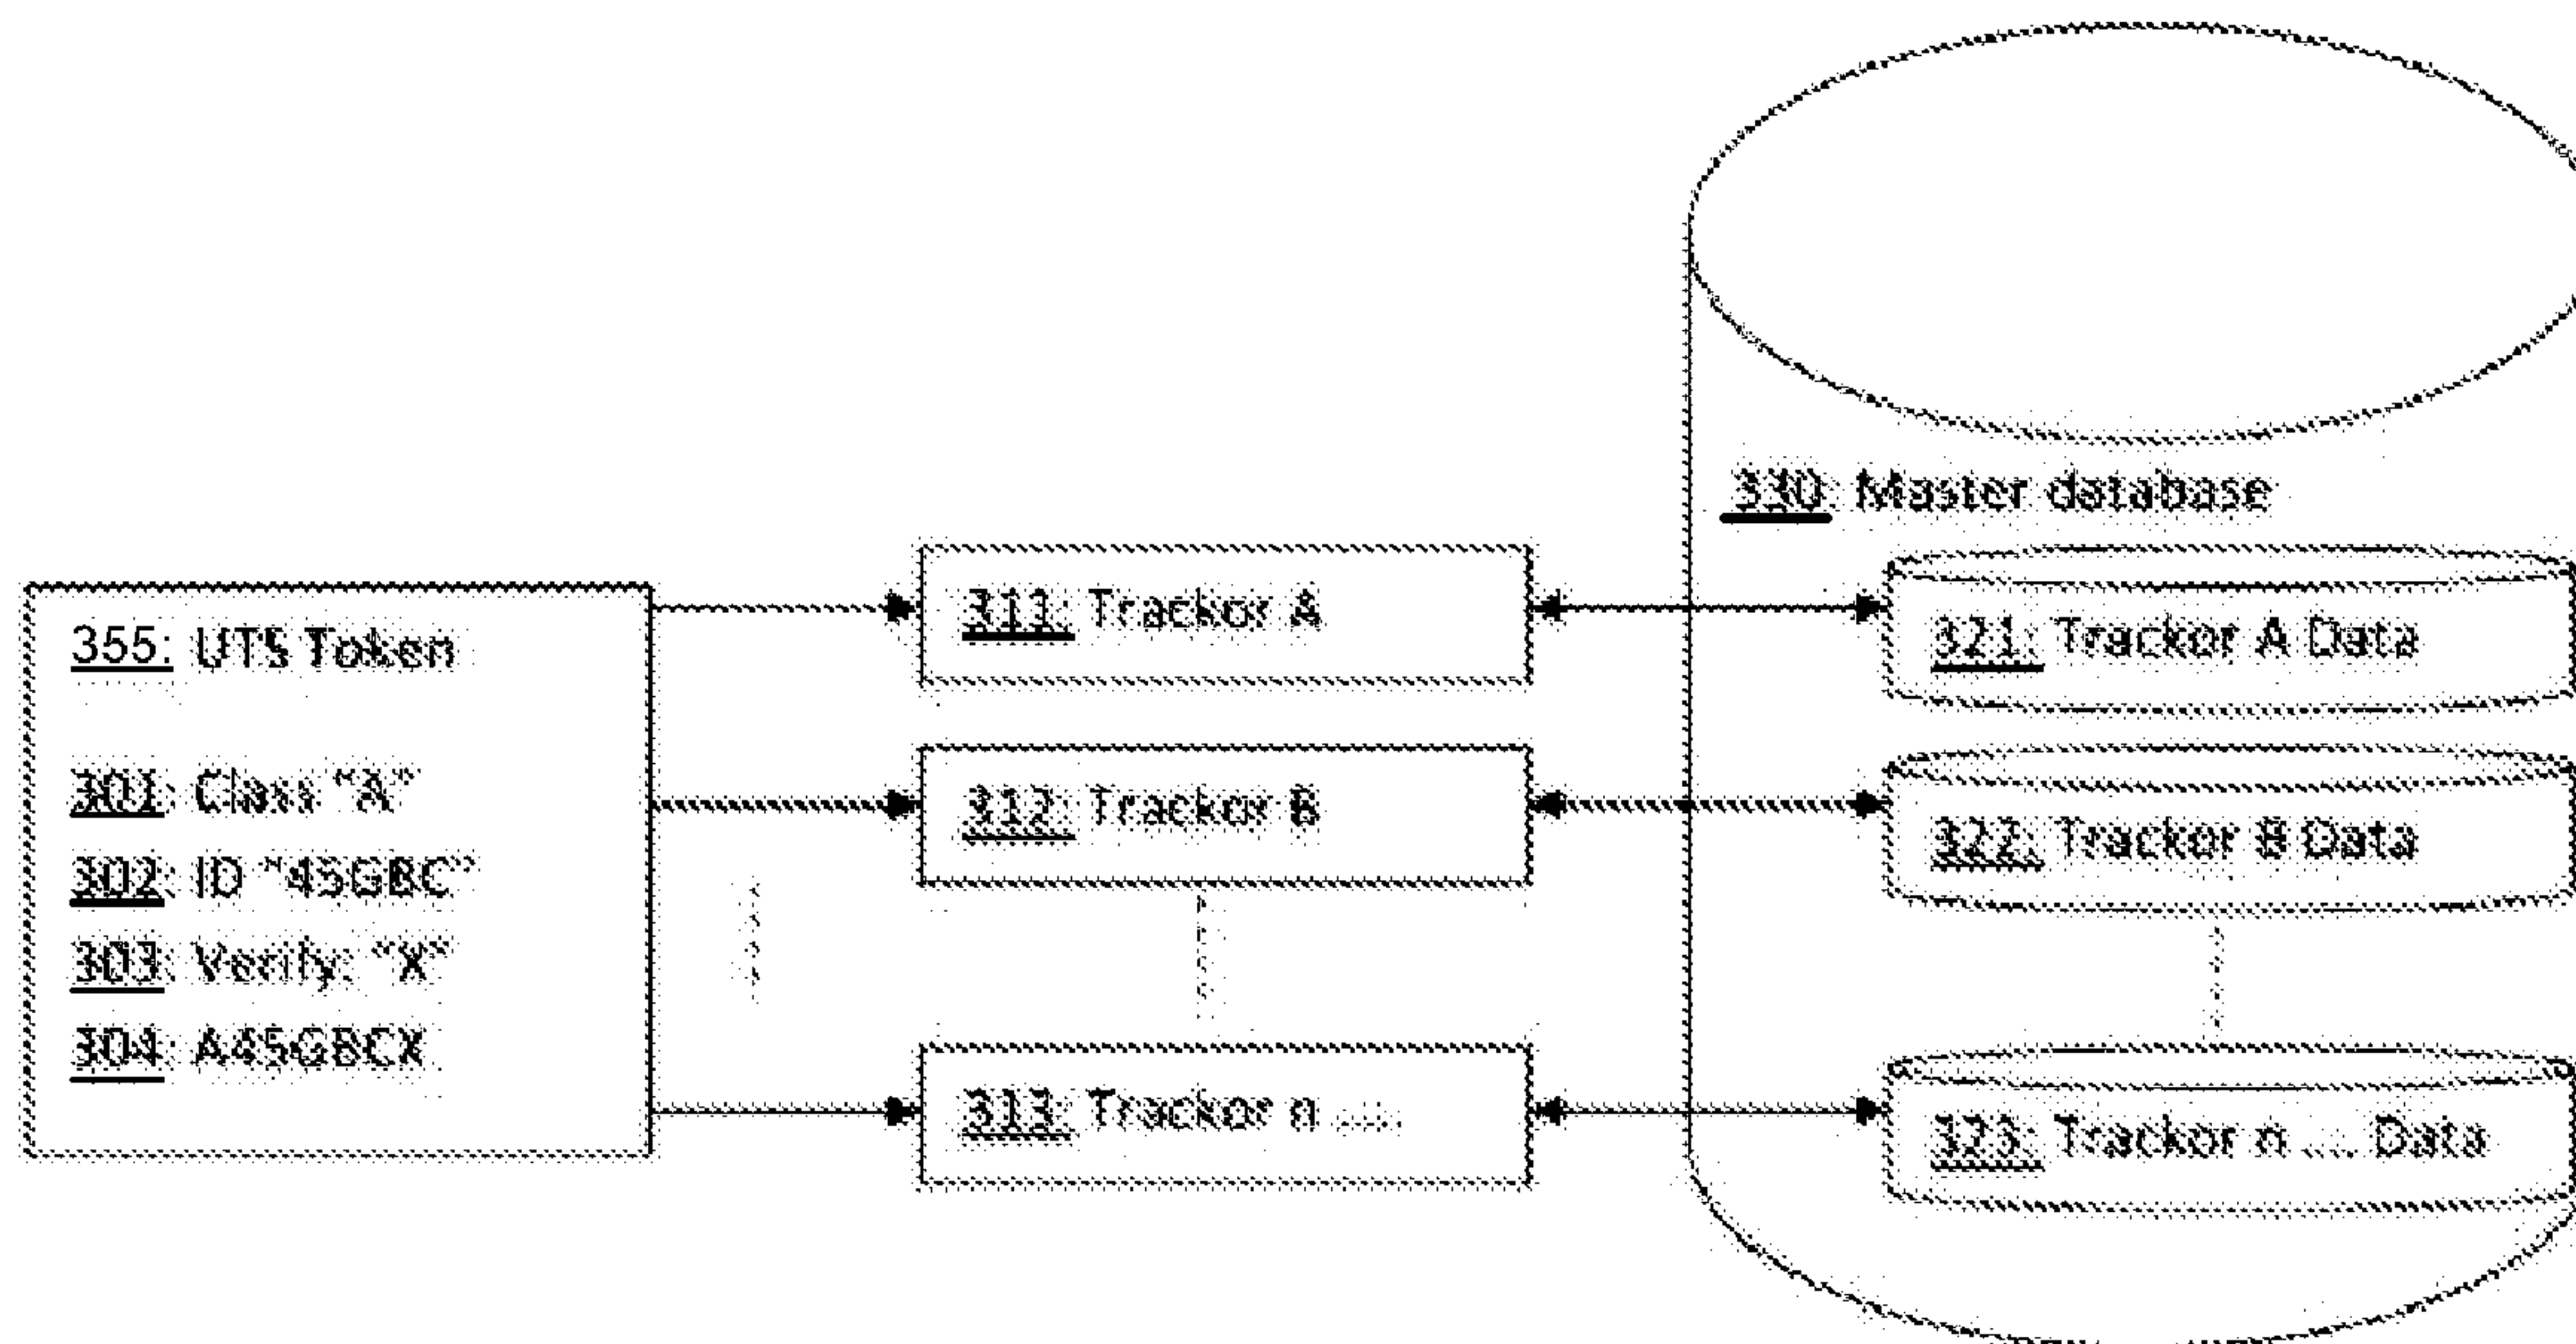 330: Master database
311: Trackor A
355: UTS Token
321: Trackor A Data
301: Class "A"
312: Trackor B
322: Trackor B Data
302: ID "45GBC"
303: Verify: "X"
304: A45GBCX
313: Trackor n ....
323: Trackor n .... Data